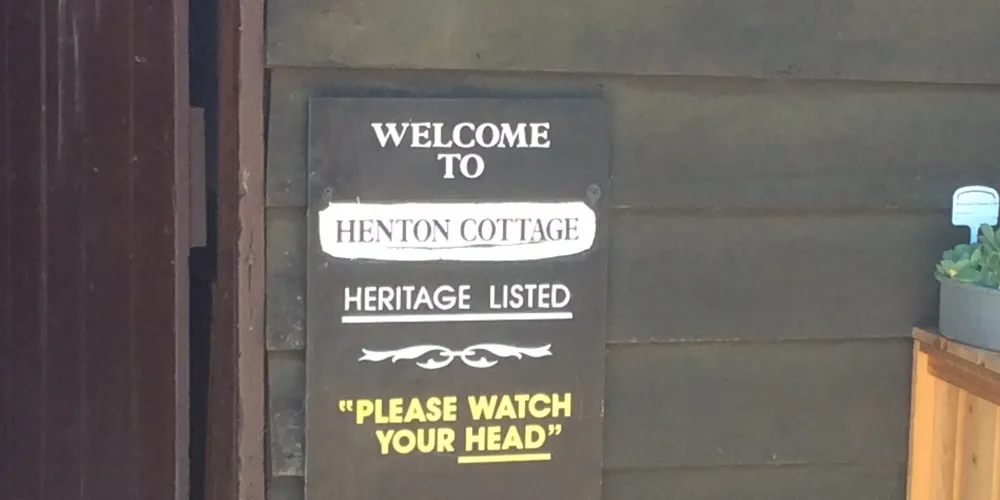 WELCOME
TO
HENTON COTTAGE
HERITAGE LISTED
"PLEASE WATCH
YOUR HEAD"